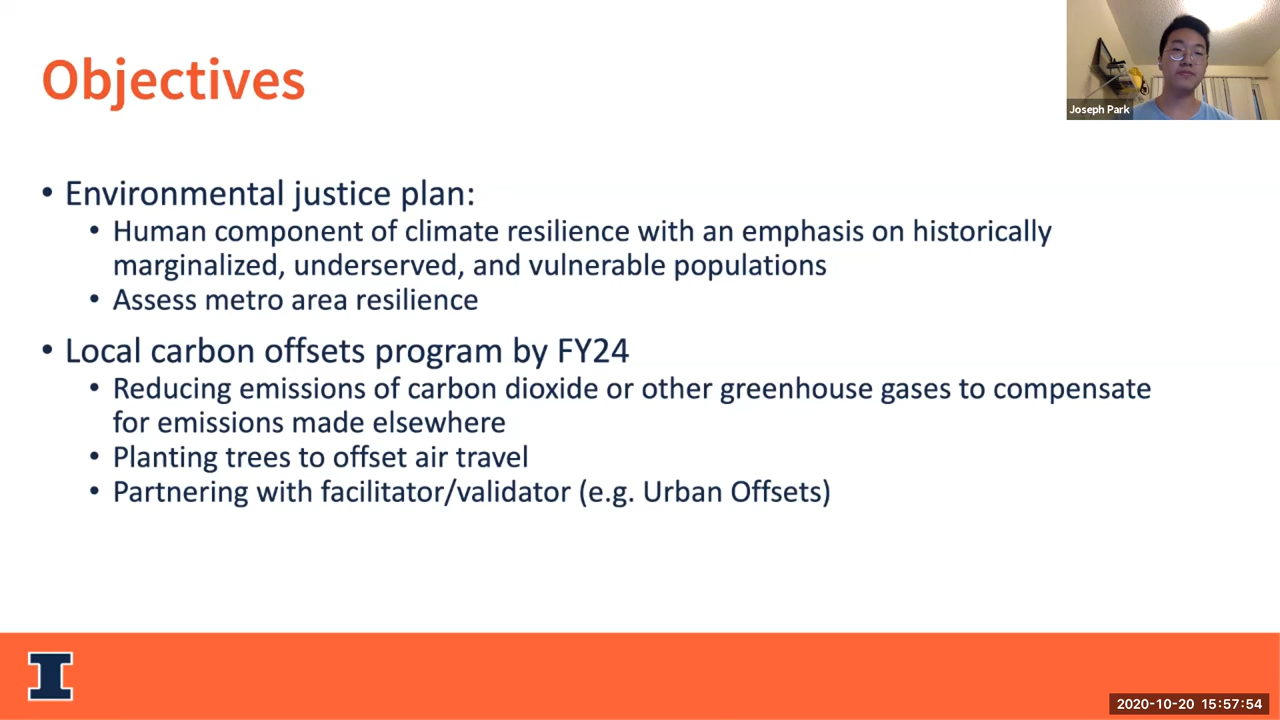 Objectives
Joseph Park
• Environmental justice plan:
• Human component of climate resilience with an emphasis on historically
marginalized, underserved, and vulnerable populations
• Assess metro area resilience
• Local carbon offsets program by FY24
• Reducing emissions of carbon dioxide or other greenhouse gases to compensate
for emissions made elsewhere
• Planting trees to offset air travel
• Partnering with facilitator/validator (e.g. Urban Offsets)
I
2020-10-20 15:57:54